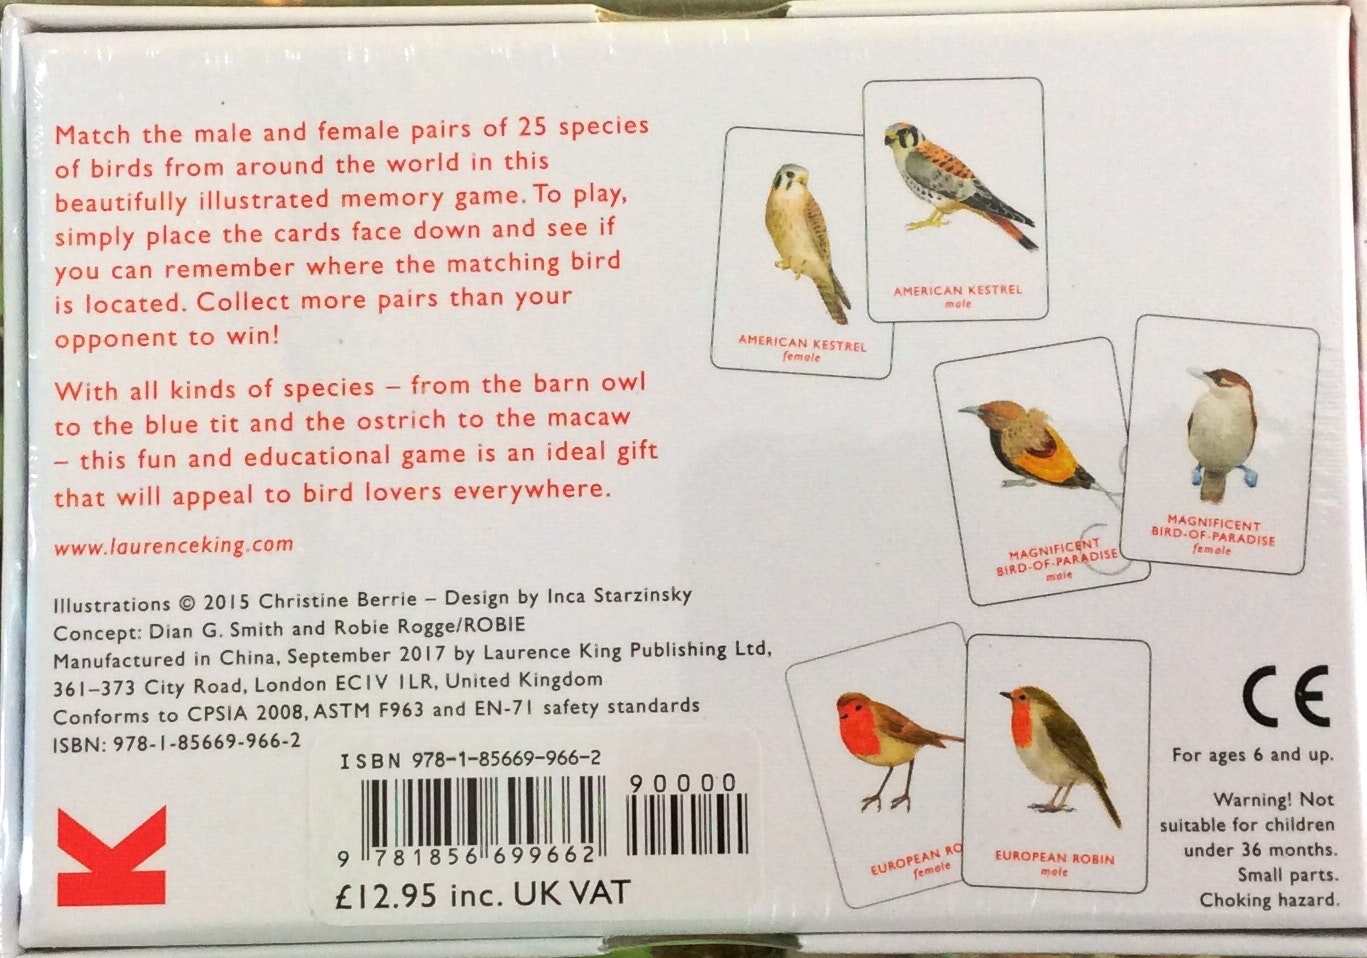 Match the male and female pairs of 25 species
of birds from around the world in this
beautifully illustrated memory game. To play,
simply place the cards face down and see if
you can remember where the matching bird
is located. Collect more pairs than your
opponent to win!
With all kinds of species – from the barn owl
to the blue tit and the ostrich to the macaw
– this fun and educational game is an ideal gift
that will appeal to bird lovers everywhere.
www.laurenceking.com
Illustrations © 2015 Christine Berrie – Design by Inca Starzinsky
Concept: Dian G. Smith and Robie Rogge/ROBIE
Manufactured in China, September 2017 by Laurence King Publishing Ltd,
361–373 City Road, London EC1V 1LR, United Kingdom
Conforms to CPSIA 2008, ASTM F963 and EN-71 safety standards
ISBN: 978-1-85669-966-2
ISBN 978-1-85669-966-2
90000
9 781856 699662
£12.95 inc. UK VAT
K
AMERICAN KESTREL
female
AMERICAN KESTREL
male
MAGNIFICENT
BIRD-OF-PARADISE
male
MAGNIFICENT
BIRD-OF-PARADISE
female
EUROPEAN RO
female
EUROPEAN ROBIN
male
CE
For ages 6 and up.
Warning! Not
suitable for children
under 36 months.
Small parts.
Choking hazard.